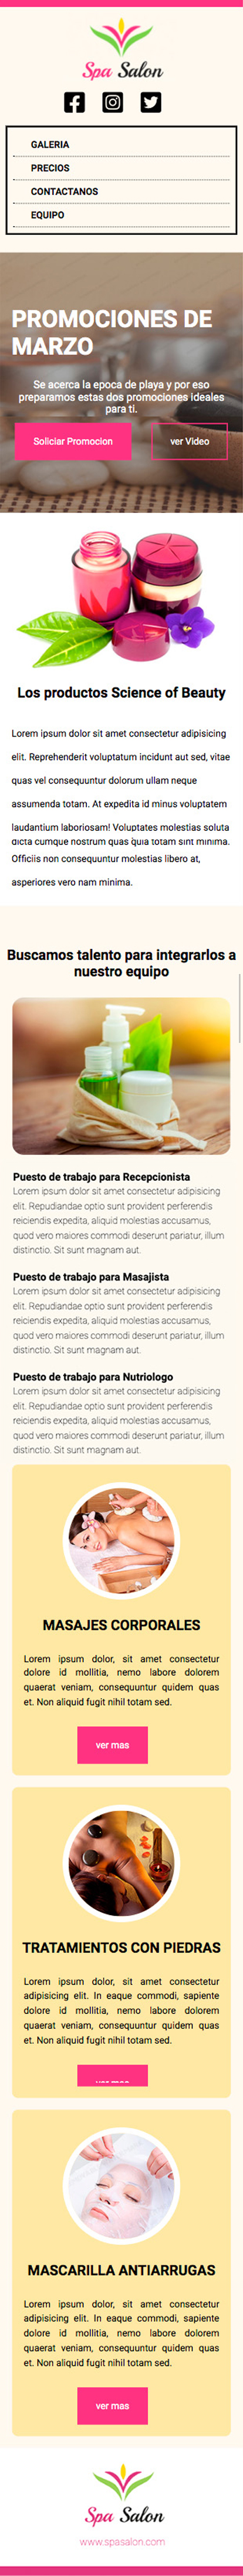 Spa Salon
GALERIA
PRECIOS
CONTACTANOS
EQUIPO
PROMOCIONES DE
MARZO
Se acerca la epoca de playa y por eso
preparamos estas dos promociones ideales
para ti.
Soliciar Promocion
ver Video
Los productos Science of Beauty
Lorem ipsum dolor sit amet consectetur adipisicing
elit. Reprehenderit voluptatum incidunt aut sed, vitae
quas vel consequuntur dolorum ullam neque
assumenda totam. At expedita id minus voluptatem
laudantium laboriosam! Voluptates molestias soluta
dicta cumque nostrum quas quia totam sint minima.
Officiis non consequuntur molestias libero at,
asperiores vero nam minima.
Buscamos talento para integrarlos a
nuestro equipo
Puesto de trabajo para Recepcionista
Lorem ipsum dolor sit amet consectetur adipisicing
elit. Repudiandae optio sunt provident perferendis
reiciendis expedita, aliquid molestias accusamus,
quod vero maiores commodi deserunt pariatur, illum
distinctio. Sit sunt magnam aut.
Puesto de trabajo para Masajista
Lorem ipsum dolor sit amet consectetur adipisicing
elit. Repudiandae optio sunt provident perferendis
reiciendis expedita, aliquid molestias accusamus,
quod vero maiores commodi deserunt pariatur, illum
distinctio. Sit sunt magnam aut.
Puesto de trabajo para Nutriologo
Lorem ipsum dolor sit amet consectetur adipisicing
elit. Repudiandae optio sunt provident perferendis
reiciendis expedita, aliquid molestias accusamus,
quod vero maiores commodi deserunt pariatur, illum
distinctio. Sit sunt magnam aut.
MASAJES CORPORALES
Lorem ipsum dolor, sit amet consectetur
dolore id mollitia, nemo labore dolorem
quaerat veniam, consequuntur quidem quas
et. Non aliquid fugit nihil totam sed.
ver mas
TRATAMIENTOS CON PIEDRAS
Lorem ipsum dolor, sit amet consectetur
adipisicing elit. In eaque commodi, sapiente
dolore id mollitia, nemo labore dolorem
quaerat veniam, consequuntur quidem quas
et. Non aliquid fugit nihil totam sed.
MASCARILLA ANTIARRUGAS
Lorem ipsum dolor, sit amet consectetur
adipisicing elit. In eaque commodi, sapiente
dolore id mollitia, nemo labore dolorem
quaerat veniam, consequuntur quidem quas
et. Non aliquid fugit nihil totam sed.
ver mas
Spa Salon
www.spasalon.com